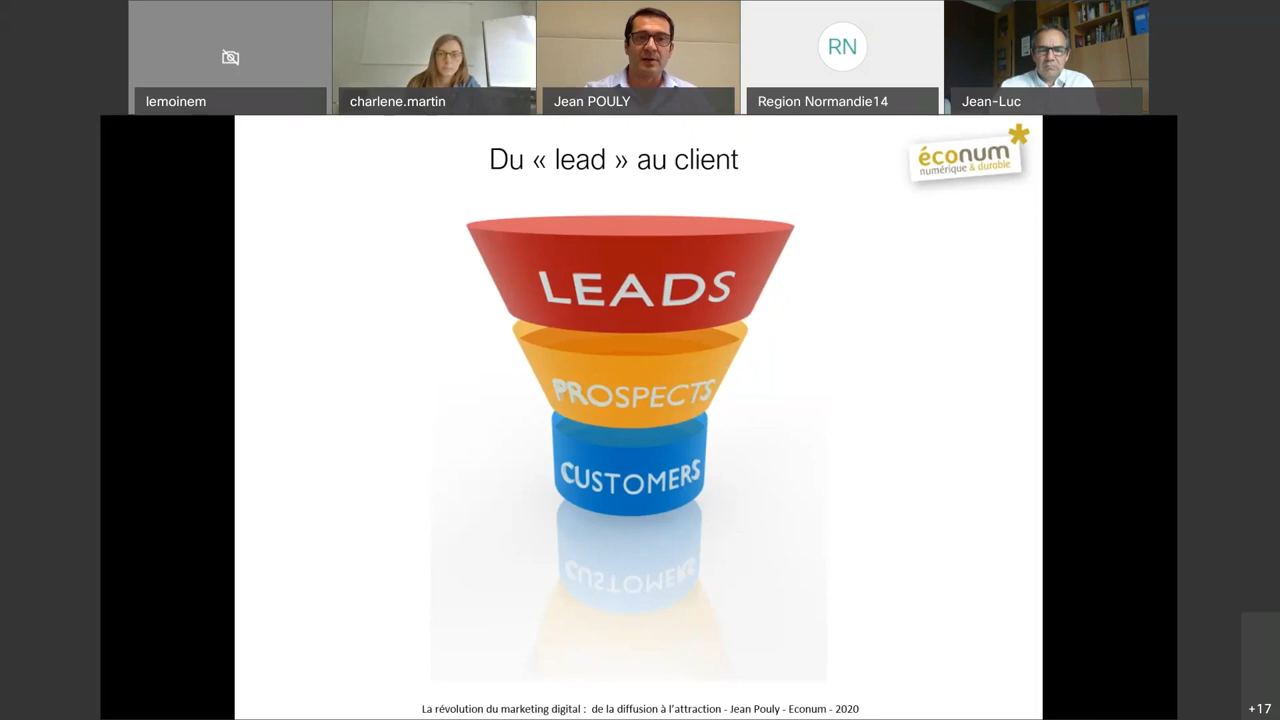 lemoinem
charlene.martin
Jean POULY
RN
Region Normandie14
Jean-Luc
Du « lead » au client
éconum
numérique & durable
LEADS
PROSPECTS
CUSTOMERS
CUSTOMERS
La révolution du marketing digital : de la diffusion à l'attraction - Jean Pouly - Econum - 2020
+17